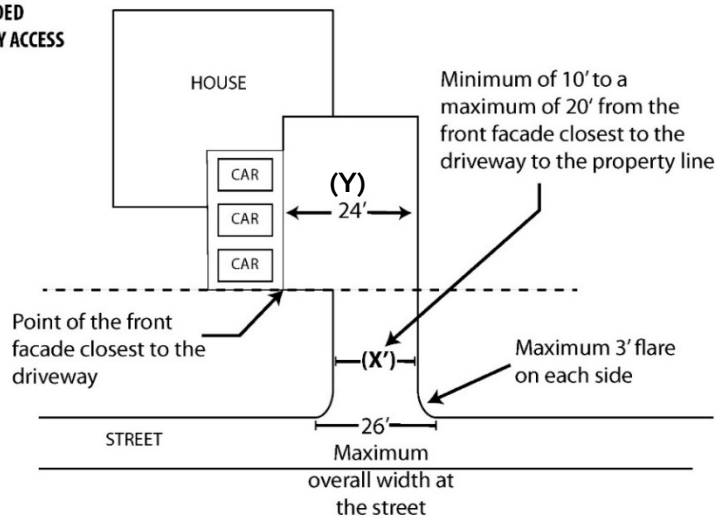 DED
Y ACCESS
HOUSE
Minimum of 10' to a
maximum of 20' from the
front facade closest to the
driveway to the property line
CAR
(Y)
24'
CAR
CAR
Point of the front
facade closest to the
driveway
(X')
Maximum 3' flare
on each side
26'
STREET
Maximum
overall width at
the street